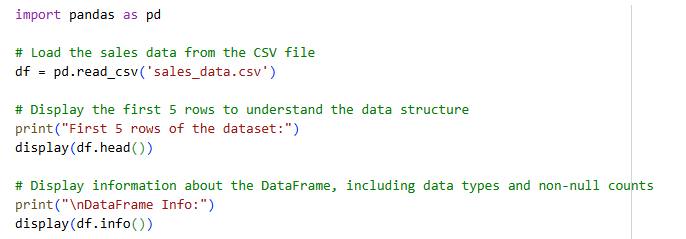 import pandas as pd
# Load the sales data from the CSV file
df = pd.read_csv('sales_data.csv')
# Display the first 5 rows to understand the data structure
print("First 5 rows of the dataset:")
display(df.head())
# Display information about the DataFrame, including data types and non-null counts
print("\nDataFrame Info:")
display(df.info())